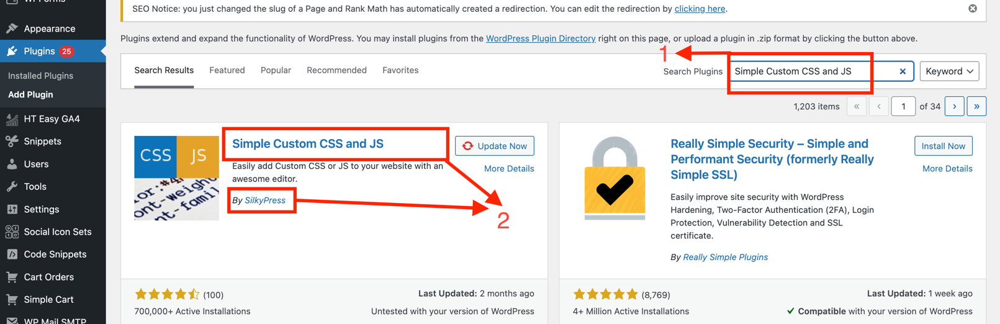 WPForms
Appearance
Plugins 25
Installed Plugins
Add Plugin
HT Easy GA4
Snippets
Users
Tools
Settings
Social Icon Sets
Code Snippets
Cart Orders
Simple Cart
WP Mail SMTP
SEO Notice: you just changed the slug of a Page and Rank Math has automatically created a redirection. You can edit the redirection by clicking here.
Plugins extend and expand the functionality of WordPress. You may install plugins from the WordPress Plugin Directory right on this page, or upload a plugin in .zip format by clicking the button above.
1
Search Results Featured Popular Recommended Favorites Search Plugins Simple Custom CSS and JS Keyword
1,203 items « ‹ 1 of 34 › »
CSS JS
or:#4F
ont-weight
ont-famil
Simple Custom CSS and JS
Update Now
More Details
Easily add Custom CSS or JS to your website with an
awesome editor.
By SilkyPress
2
(100)
700,000+ Active Installations
Last Updated: 2 months ago
Untested with your version of WordPress
Really Simple Security – Simple and
Performant Security (formerly Really
Simple SSL)
Install Now
More Details
Easily improve site security with WordPress
Hardening, Two-Factor Authentication (2FA), Login
Protection, Vulnerability Detection and SSL
certificate.
By Really Simple Plugins
(8,769)
4+ Million Active Installations
Last Updated: 1 week ago
Compatible with your version of WordPress